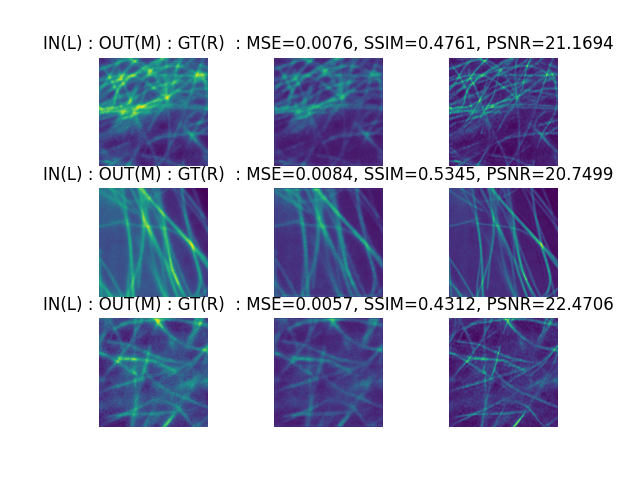 IN(L) : OUT(M) : GT(R)  : MSE=0.0076, SSIM=0.4761, PSNR=21.1694
IN(L) : OUT(M) : GT(R)  : MSE=0.0084, SSIM=0.5345, PSNR=20.7499
IN(L) : OUT(M) : GT(R)  : MSE=0.0057, SSIM=0.4312, PSNR=22.4706